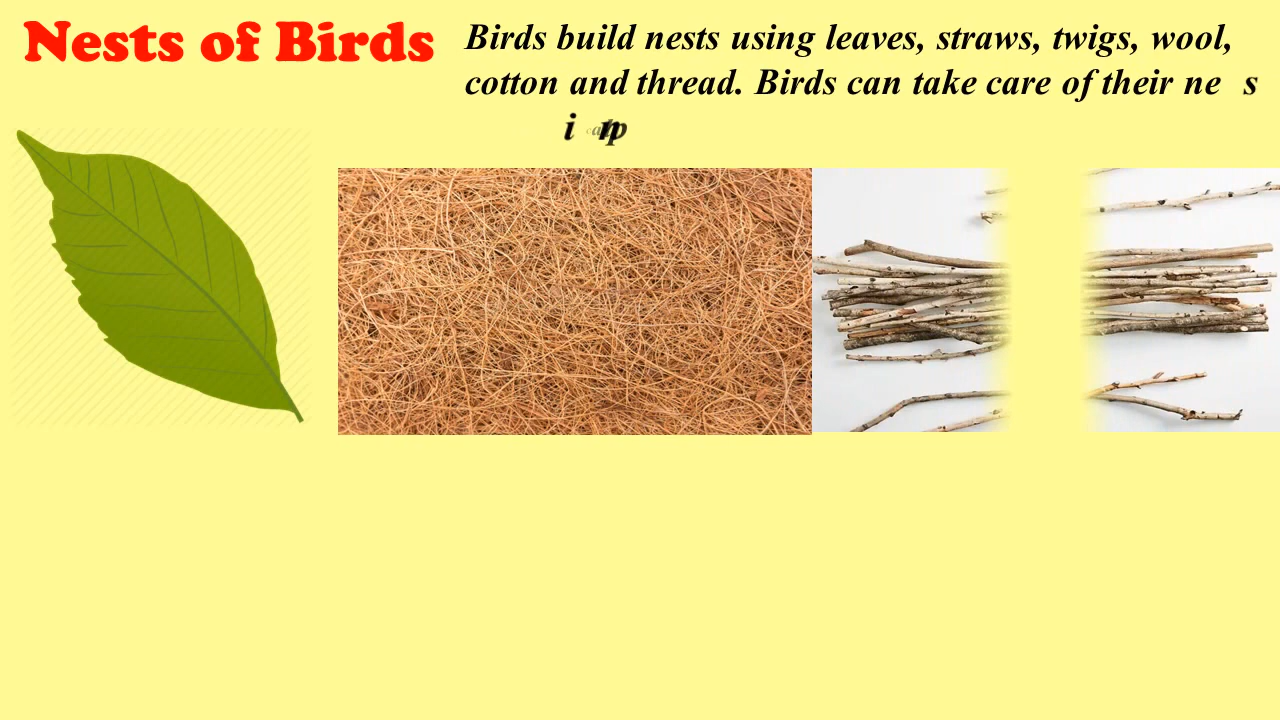 Nests of Birds
Birds build nests using leaves, straws, twigs, wool,
cotton and thread. Birds can take care of their